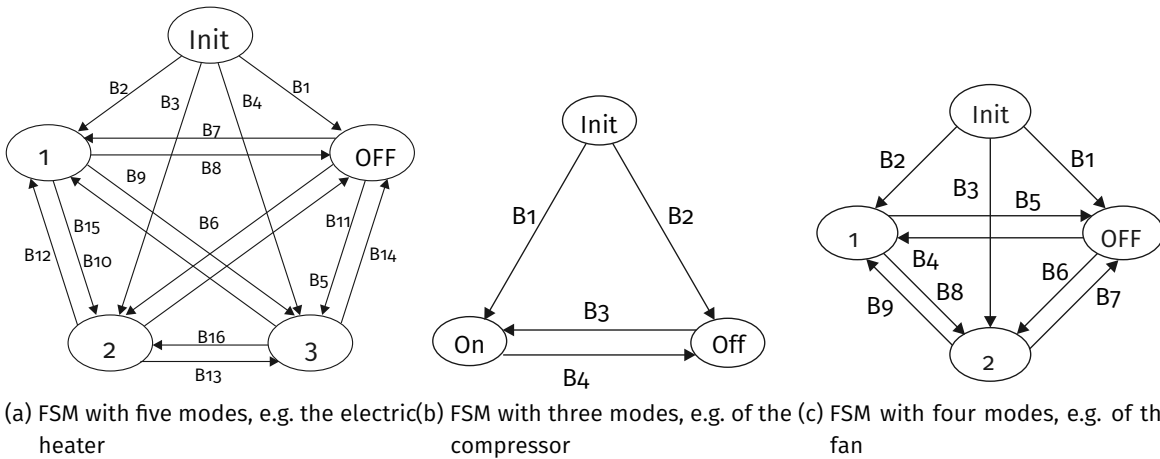 Init
B2
B3
B4
B1
B7
1
OFF
B8
B9
B15
B6
B11
B12
B10
B5
B14
2
B16
3
B13
(a) FSM with five modes, e.g. the electric
heater
Init
B1
B2
B3
On
Off
B4
(b) FSM with three modes, e.g. of the
compressor
Init
B2
B3
B1
B5
1
OFF
B4
B6
B8
B9
B7
2
(c) FSM with four modes, e.g. of th
fan